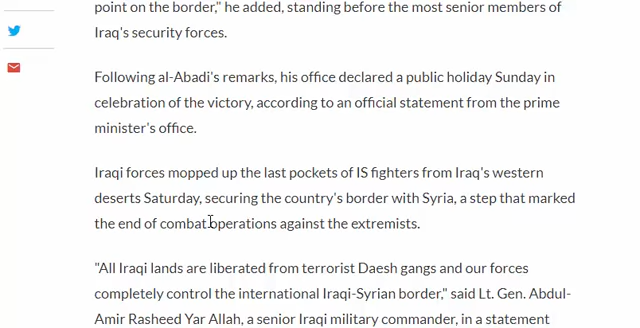 point on the border," he added, standing before the most senior members of
Iraq's security forces.
Following al-Abadi's remarks, his office declared a public holiday Sunday in
celebration of the victory, according to an official statement from the prime
minister's office.
Iraqi forces mopped up the last pockets of IS fighters from Iraq's western
deserts Saturday, securing the country's border with Syria, a step that marked
the end of combat operations against the extremists.
"All Iraqi lands are liberated from terrorist Daesh gangs and our forces
completely control the international Iraqi-Syrian border," said Lt. Gen. Abdul-
Amir Rasheed Yar Allah, a senior Iraqi military commander, in a statement